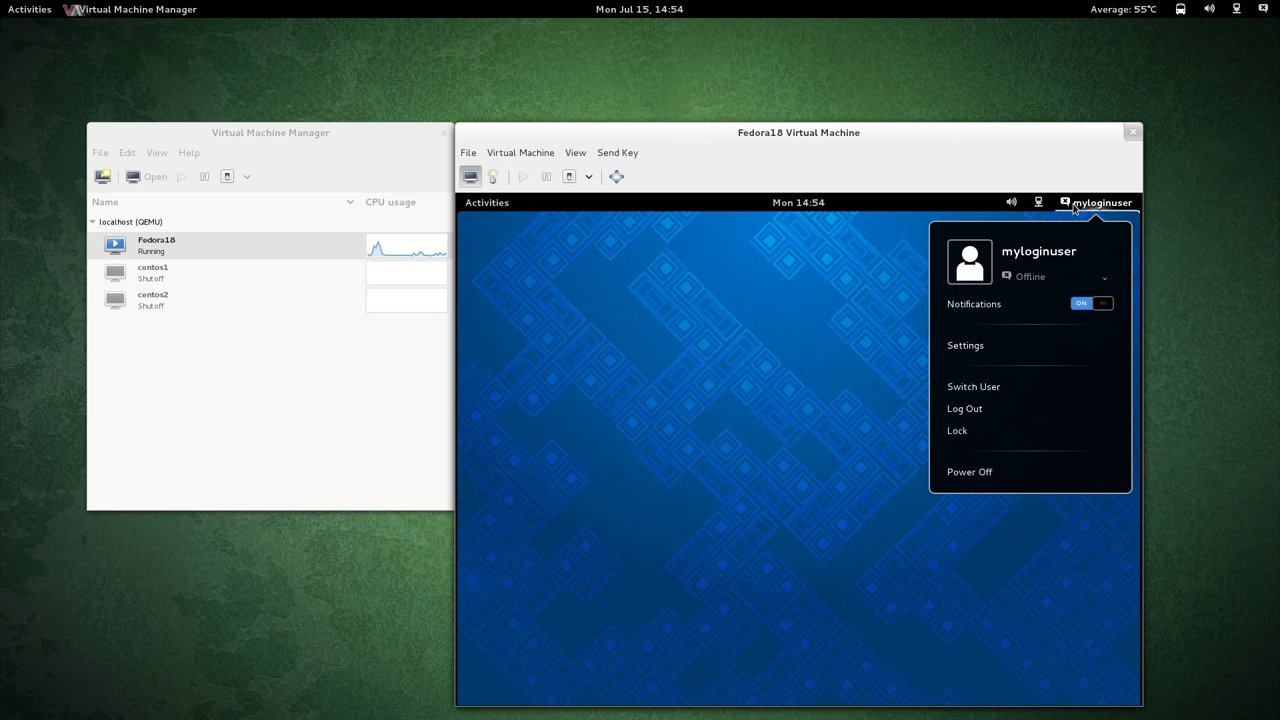 Activities Virtual Machine Manager Mon Jul 15, 14:54 Average: 55°C
Virtual Machine Manager
File Edit View Help
Open
Name CPU usage
localhost (QEMU)
Fedora18
Running
centos1
Shutoff
centos2
Shutoff
Fedora18 Virtual Machine
File Virtual Machine View Send Key
Activities Mon 14:54 myloginuser
myloginuser
Offline
Notifications ON
Settings
Switch User
Log Out
Lock
Power Off